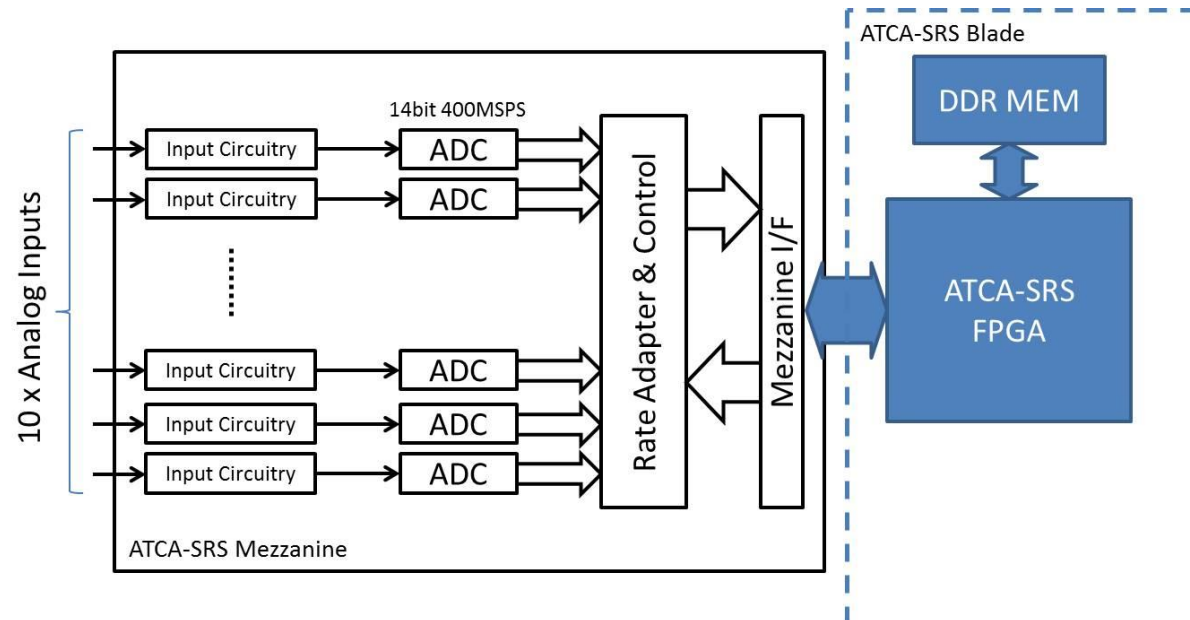 ATCA-SRS Blade
DDR MEM
14bit 400MSPS
Input Circuitry
ADC
Input Circuitry
ADC
10 x Analog Inputs
Rate Adapter & Control
Mezzanine I/F
ATCA-SRS
FPGA
Input Circuitry
ADC
Input Circuitry
ADC
Input Circuitry
ADC
ATCA-SRS Mezzanine